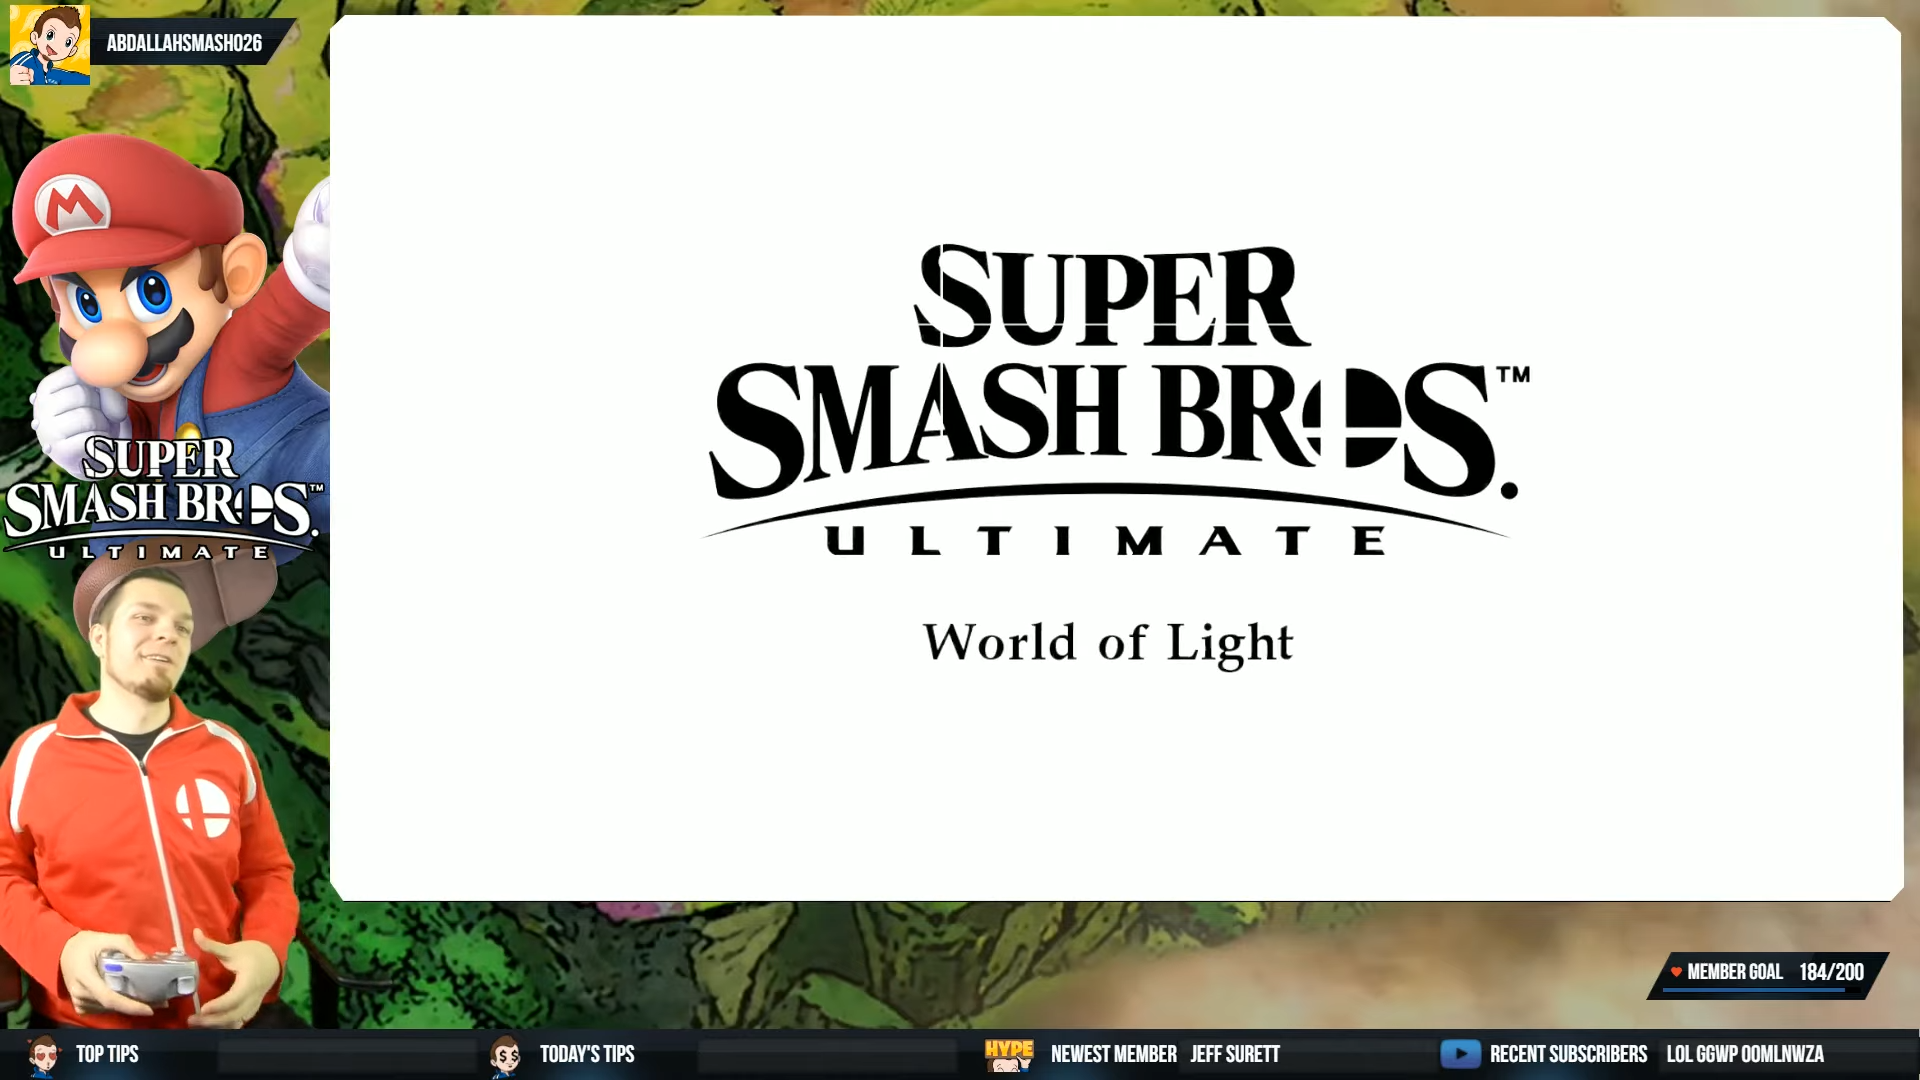 ABDALLAHSMASH026
M
SUPER
SMASH BROS.™
ULTIMATE
SUPER
SMASH BROS.™
ULTIMATE
World of Light
MEMBER GOAL 184/200
TOP TIPS
TODAY'S TIPS
HYPE
NEWEST MEMBER JEFF SURETT
RECENT SUBSCRIBERS LOL GGWP OOMLNWZA